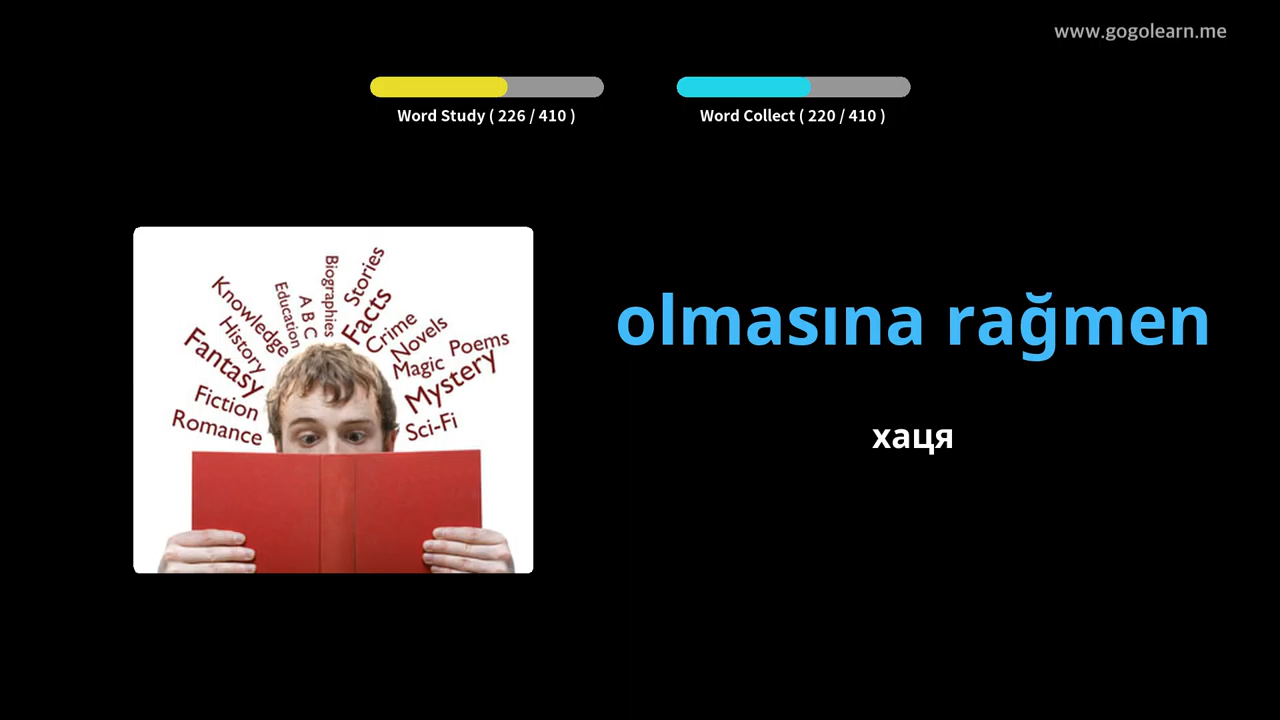 www.gogolearn.me
Word Study ( 226 / 410 )
Word Collect ( 220 / 410 )
Romance
Fiction
Fantasy
History
Knowledge
Education
A B C
Biographies
Stories
Facts
Crime
Novels
Magic
Poems
Mystery
Sci-Fi
olmasına rağmen
хаця